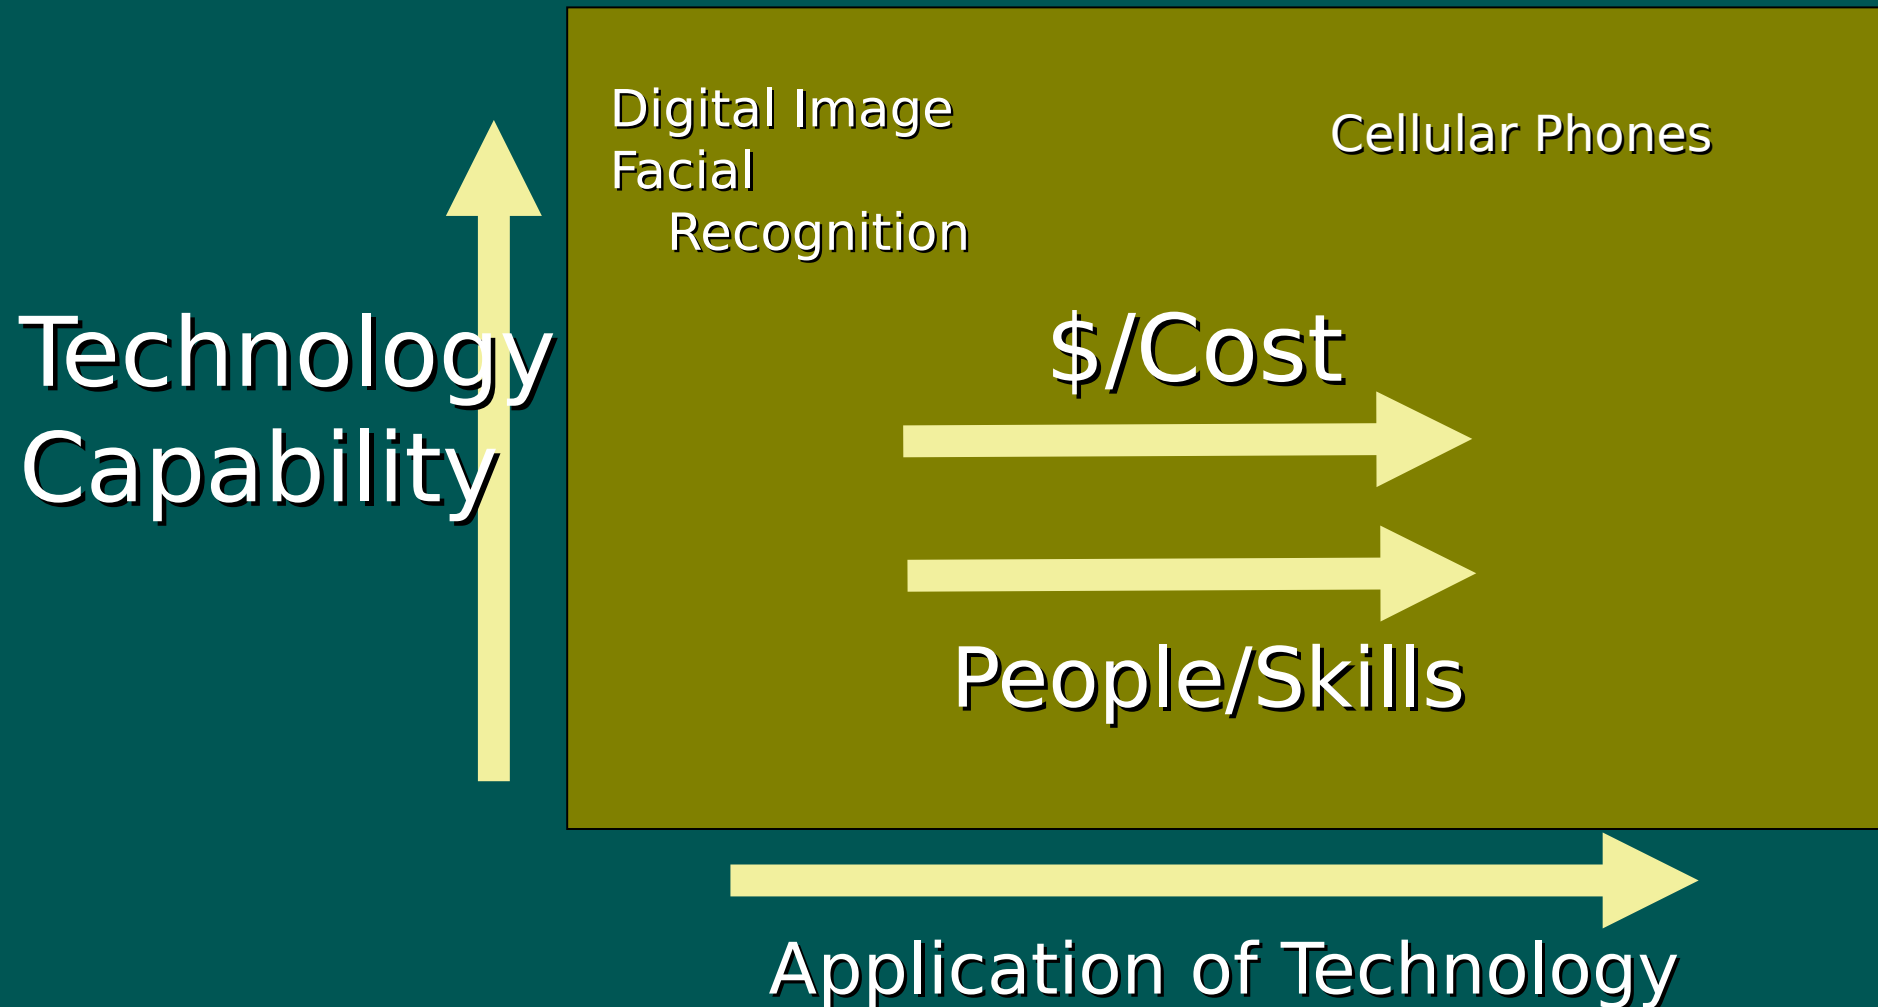 Digital Image
Facial
Recognition
Cellular Phones
Technology
Capability
$/Cost
People/Skills
Application of Technology